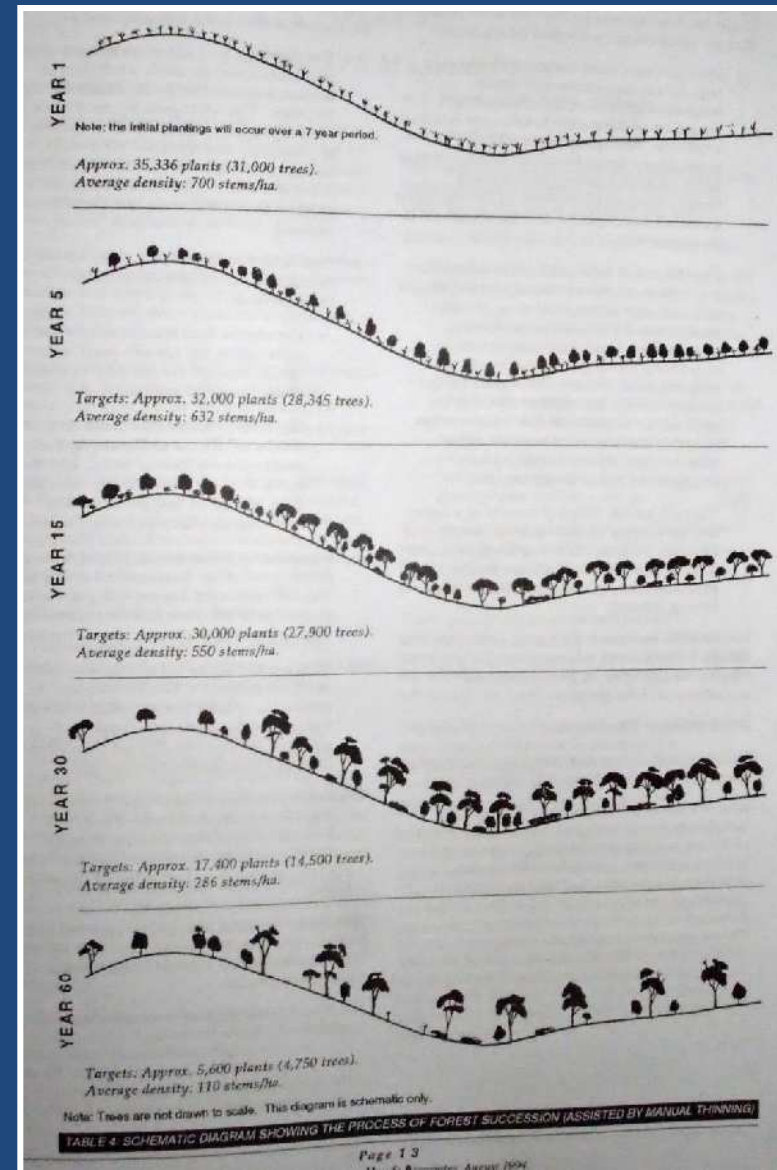 YEAR 1
Note: the initial plantings will occur over a 7 year period.
Approx. 35,336 plants (31,000 trees).
Average density: 700 stems/ha.
YEAR 5
Targets: Approx. 32,000 plants (28,345 trees).
Average density: 632 stems/ha.
YEAR 15
Targets: Approx. 30,000 plants (27,900 trees).
Average density: 550 stems/ha.
YEAR 30
Targets: Approx. 17,400 plants (14,500 trees).
Average density: 286 stems/ha.
YEAR 60
Targets: Approx. 5,600 plants (4,750 trees).
Average density: 110 stems/ha.
Note: Trees are not drawn to scale. This diagram is schematic only.
TABLE 4: SCHEMATIC DIAGRAM SHOWING THE PROCESS OF FOREST SUCCESSION (ASSISTED BY MANUAL THINNING)
Page 13
August 1994